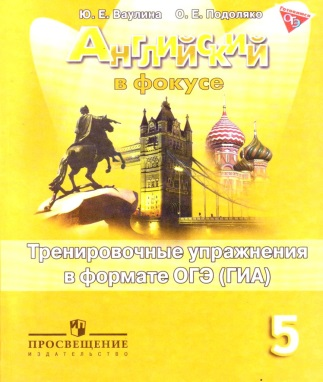 Ю. Е. Ваулина О. Е. Подоляко
Английский
в фокусе
Тренировочные упражнения
в формате ОГЭ (ГИА)
5
ПРОСВЕЩЕНИЕ
ИЗДАТЕЛЬСТВО